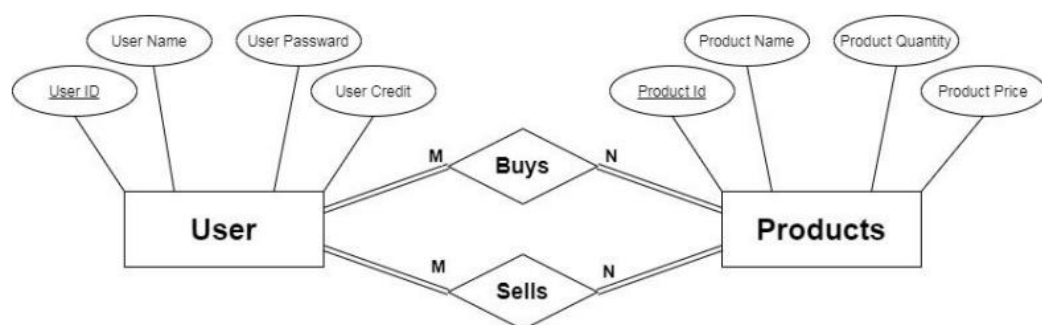 User Name
User Passward
Product Name
Product Quantity
User ID
User Credit
Product Id
Product Price
M
Buys
N
User
Products
M
Sells
N